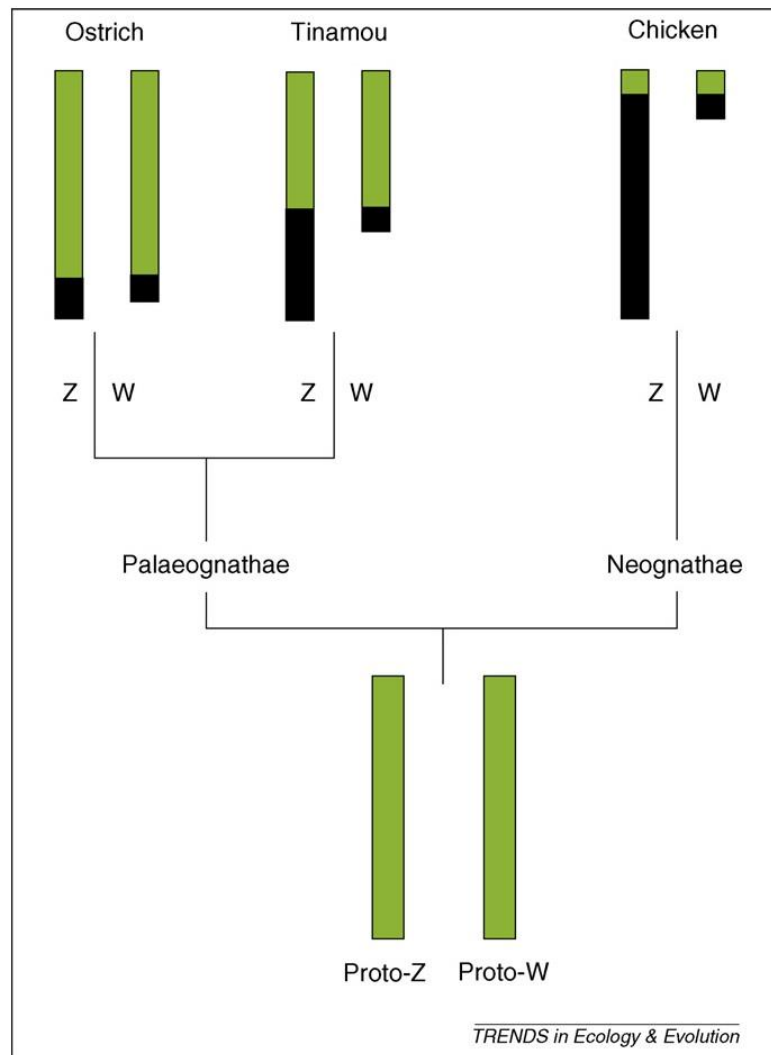 Ostrich Tinamou Chicken
Z W Z W Z W
Palaeognathae Neognathae
Proto-Z Proto-W
TRENDS in Ecology & Evolution